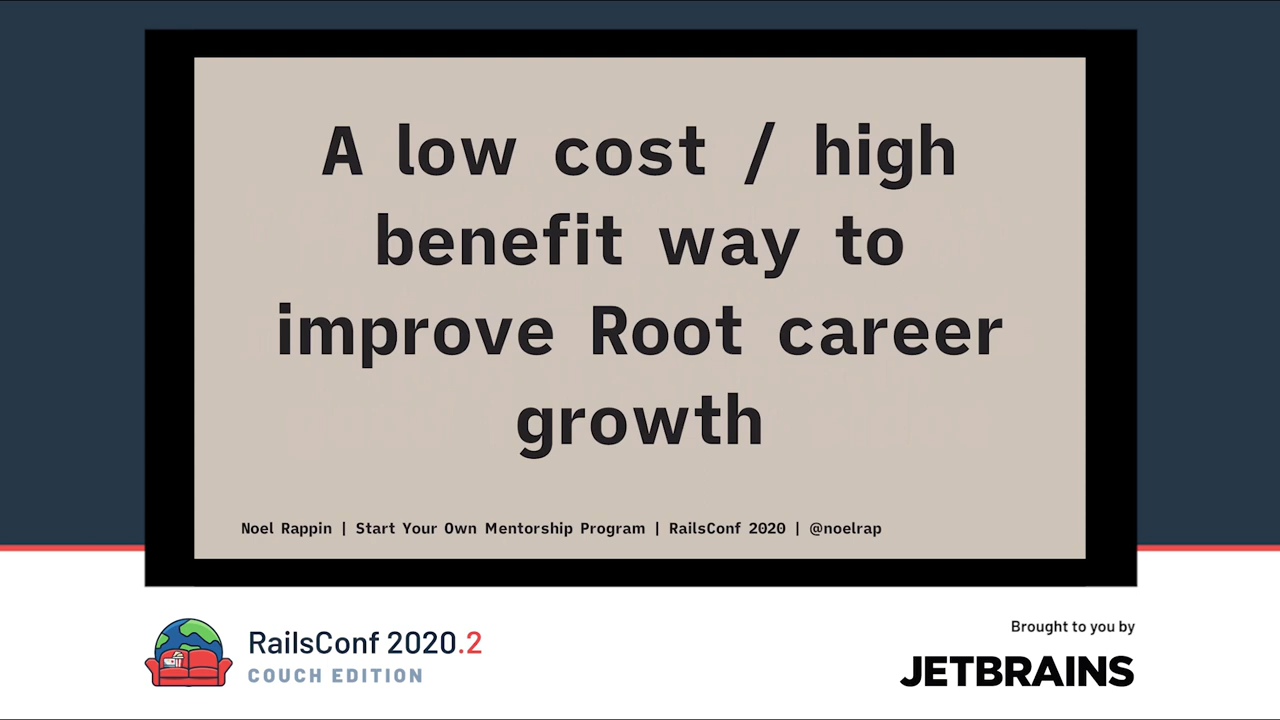 A low cost / high
benefit way to
improve Root career
growth
Noel Rappin | Start Your Own Mentorship Program | RailsConf 2020 | @noelrap
RailsConf 2020.2
COUCH EDITION
Brought to you by
JETBRAINS